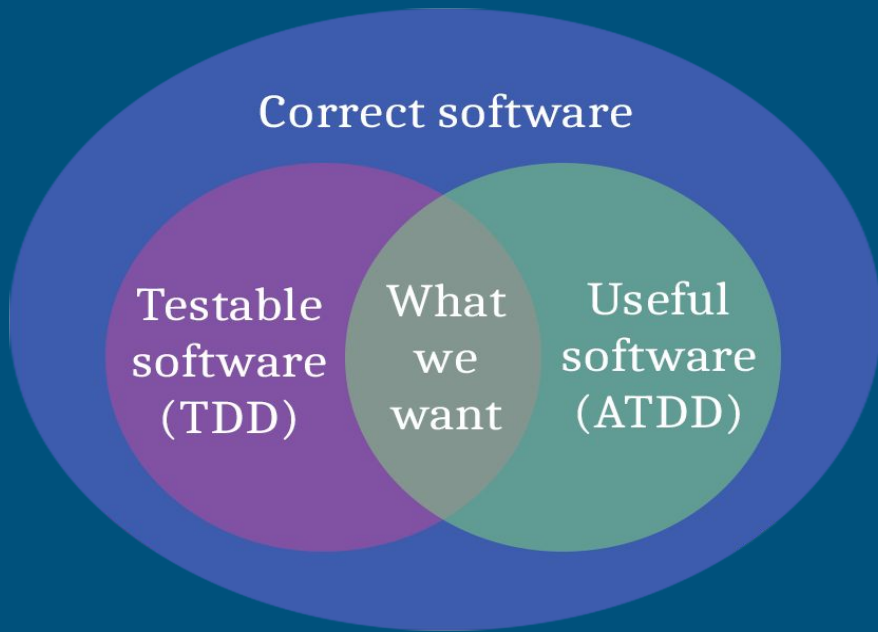 Correct software
Testable
software
(TDD)
What
we
want
Useful
software
(ATDD)